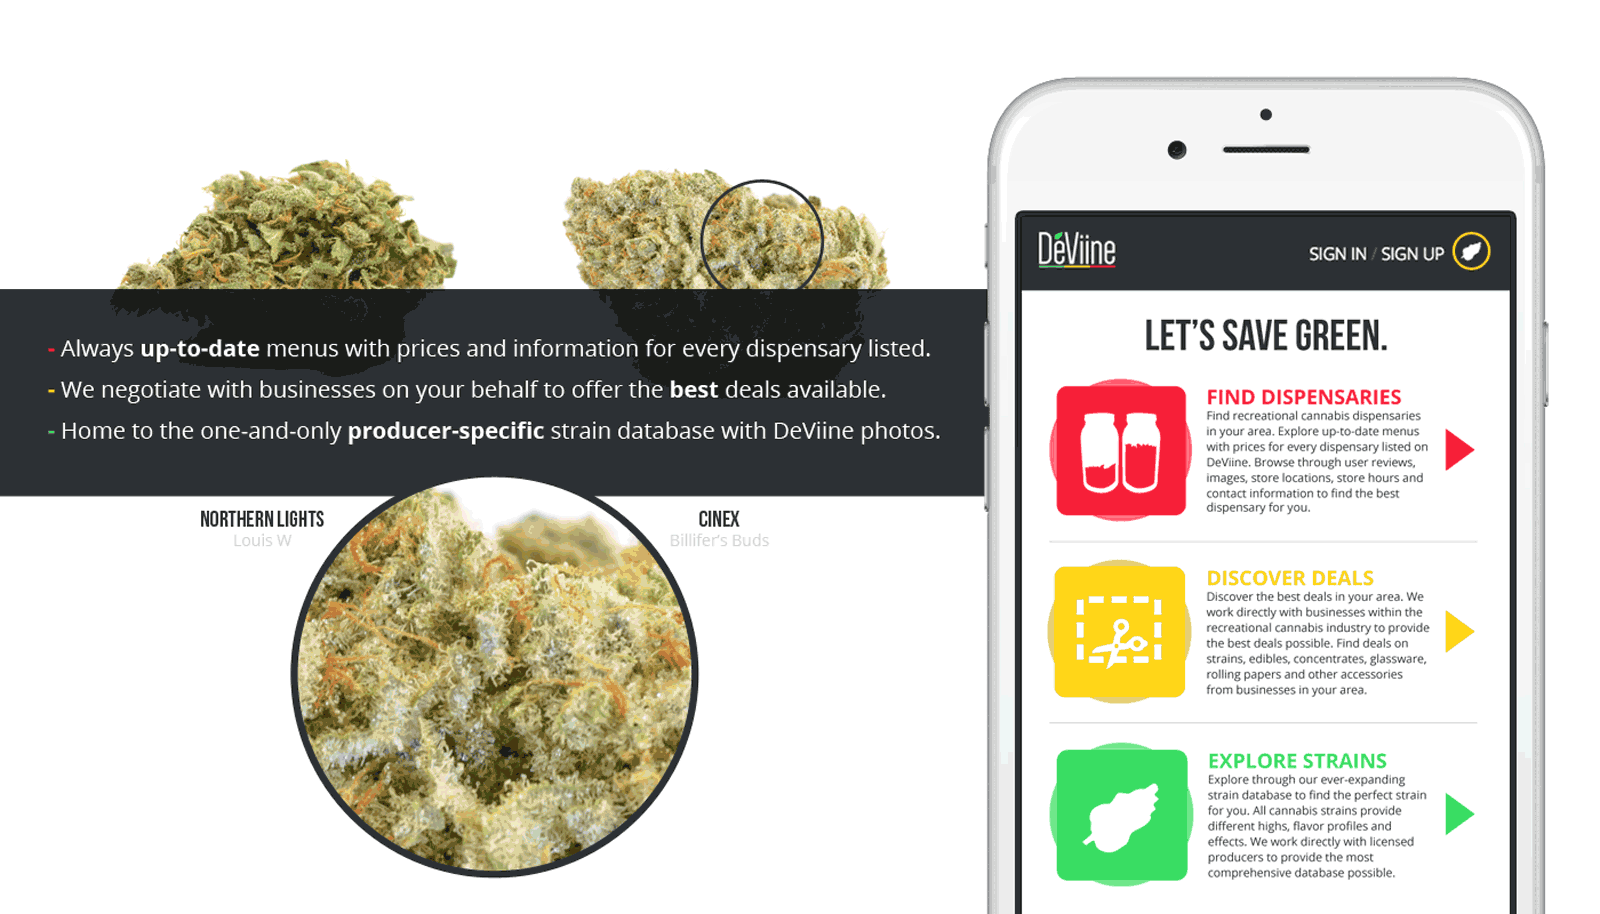 - Always up-to-date menus with prices and information for every dispensary listed.
- We negotiate with businesses on your behalf to offer the best deals available.
- Home to the one-and-only producer-specific strain database with DeViine photos.
NORTHERN LIGHTS
Louis W
CINEX
Billifer's Buds
DéViine
SIGN IN / SIGN UP
LET'S SAVE GREEN.
FIND DISPENSARIES
Find recreational cannabis dispensaries
in your area. Explore up-to-date menus
with prices for every dispensary listed on
DeViine. Browse through user reviews,
images, store locations, store hours and
contact information to find the best
dispensary for you.
DISCOVER DEALS
Discover the best deals in your area. We
work directly with businesses within the
recreational cannabis industry to provide
the best deals possible. Find deals on
strains, edibles, concentrates, glassware,
rolling papers and other accessories
from businesses in your area.
EXPLORE STRAINS
Explore through our ever-expanding
strain database to find the perfect strain
for you. All cannabis strains provide
different highs, flavor profiles and
effects. We work directly with licensed
producers to provide the most
comprehensive database possible.